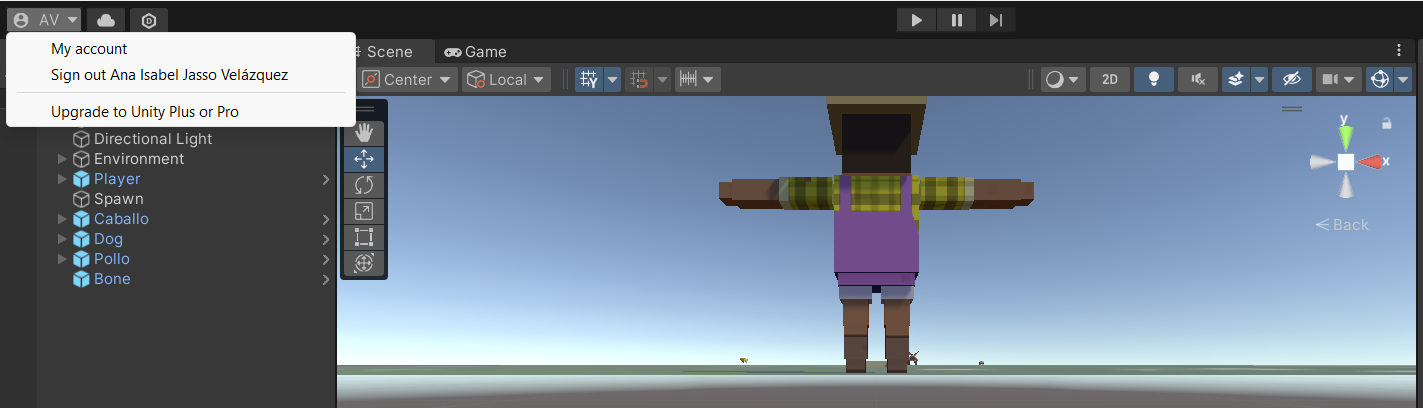 AV
My account
Sign out Ana Isabel Jasso Velázquez
Upgrade to Unity Plus or Pro
Scene
Game
Center
Local
2D
Directional Light
Environment
Player
Spawn
Caballo
Dog
Pollo
Bone
y
x
Back